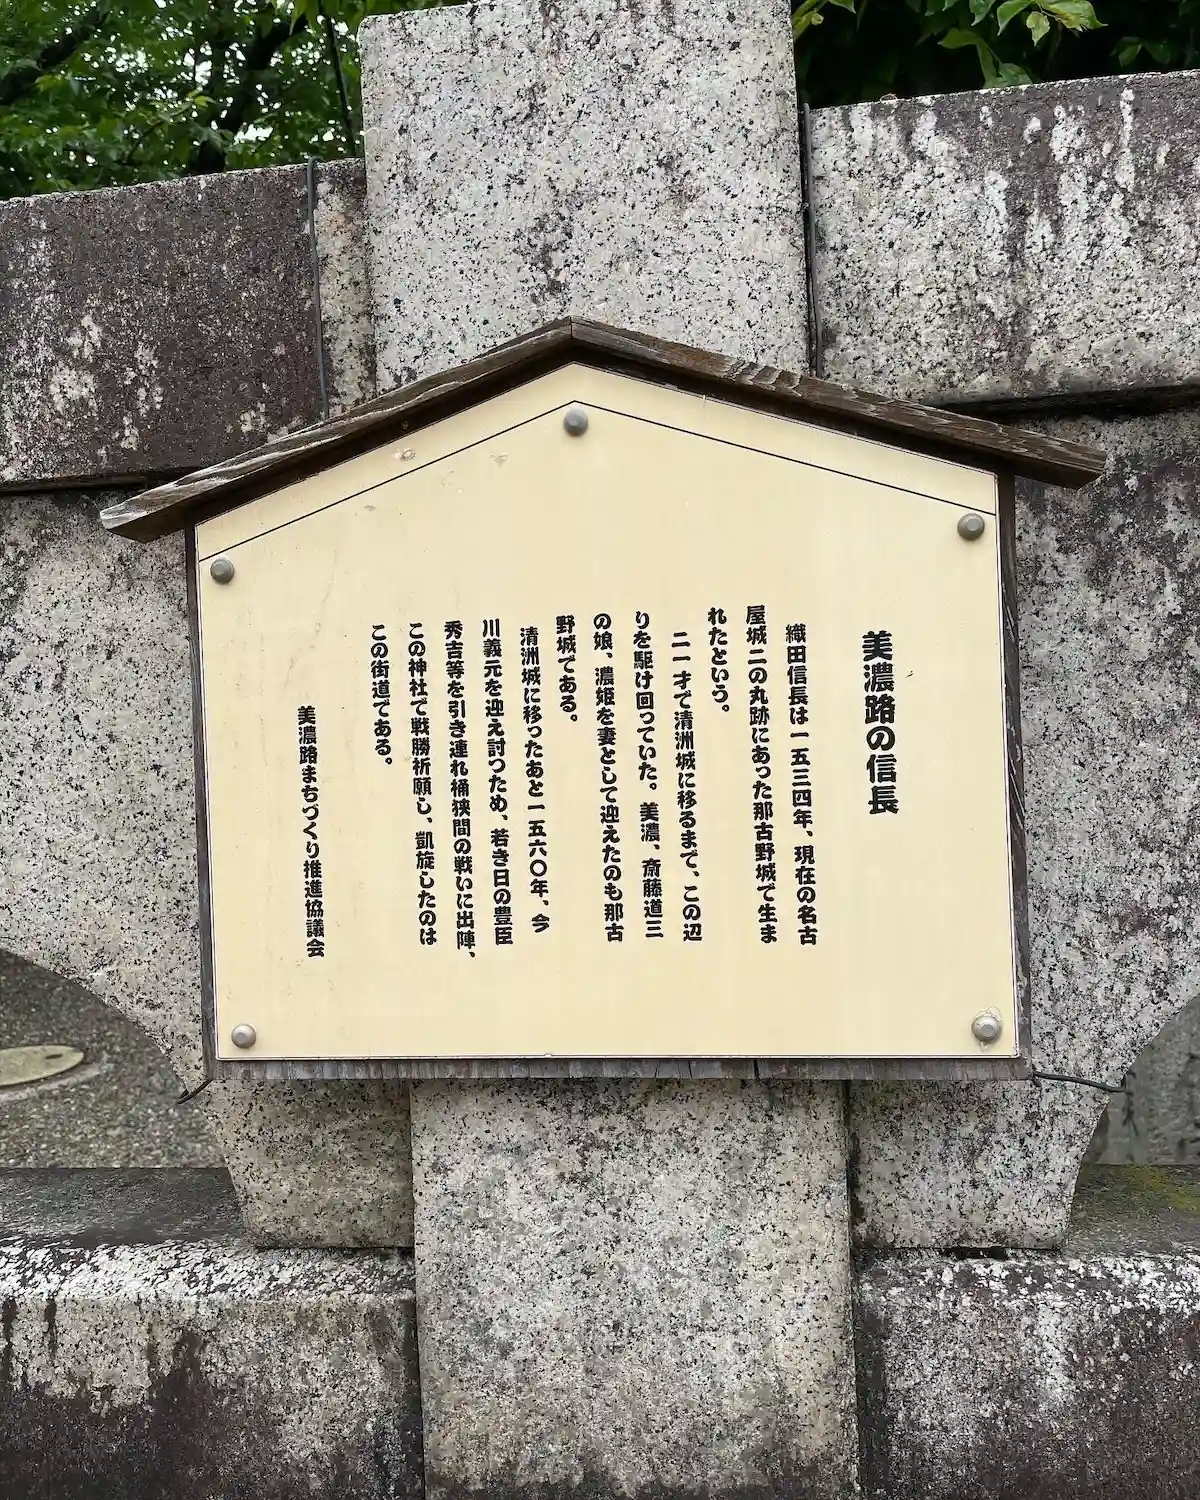 美濃路の信長
織田信長は一五三四年、現在の名古
屋城二の丸跡にあった那古野城で生ま
れたという。
二一才で清洲城に移るまで、この辺
りを駆け回っていた。美濃、斎藤道三
の娘、濃姫を妻として迎えたのも那古
野城である。
清洲城に移ったあと一五六〇年、今
川義元を迎え討つため、若き日の豊臣
秀吉等を引き連れ桶狭間の戦いに出陣、
この神社で戦勝祈願し、凱旋したのは
この街道である。
美濃路まちづくり推進協議会